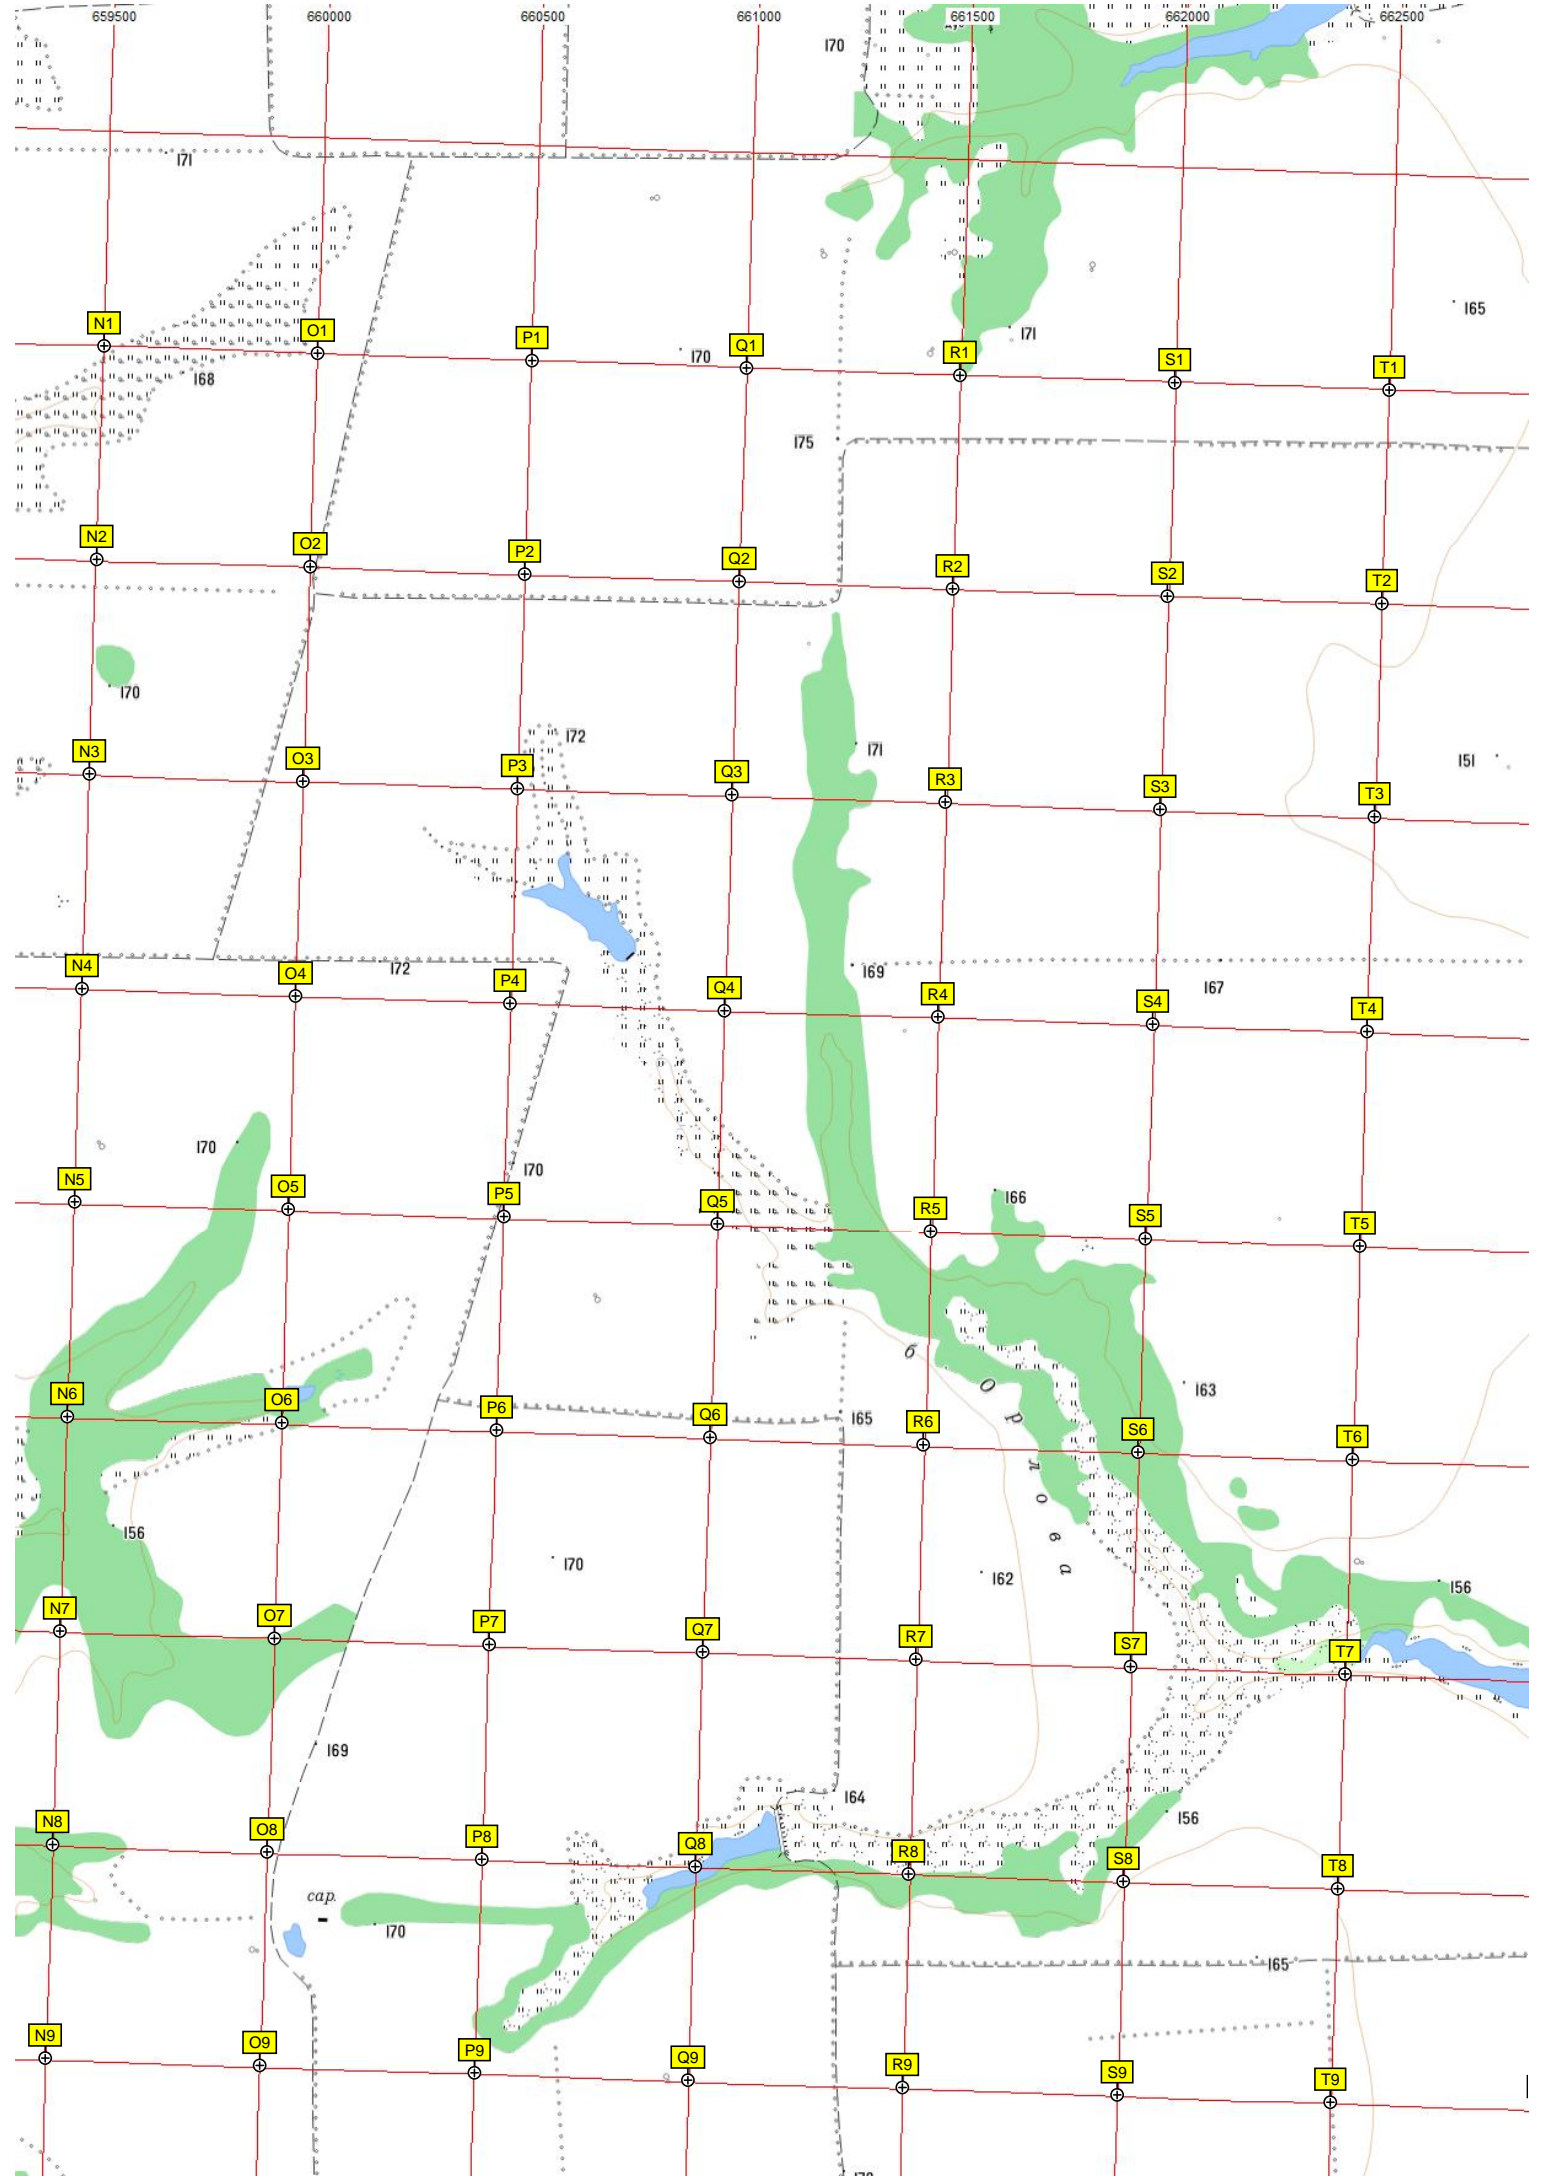 659500 660000 660500 661000 661500 662000 662500
170
171
165
171
N1 O1 P1 Q1 R1 S1 T1
170
168
175
N2 O2 P2 Q2 R2 S2 T2
170
172
171
151
N3 O3 P3 Q3 R3 S3 T3
172
169
167
N4 O4 P4 Q4 R4 S4 T4
170
170
166
N5 O5 P5 Q5 R5 S5 T5
б о р л о в а
163
165
N6 O6 P6 Q6 R6 S6 T6
156
170
162
156
N7 O7 P7 Q7 R7 S7 T7
169
164
156
N8 O8 P8 Q8 R8 S8 T8
сар.
170
165
N9 O9 P9 Q9 R9 S9 T9